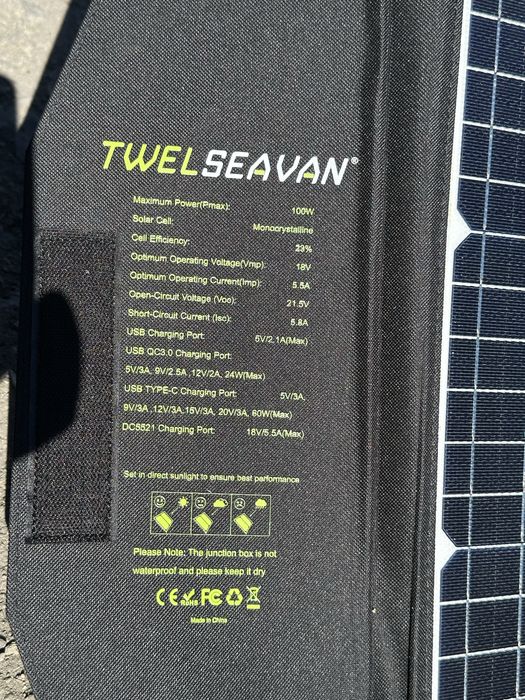 TWELSEAVAN®
Maximum Power(Pmax): 100W
Solar Cell: Monocrystalline
Cell Efficiency: 23%
Optimum Operating Voltage(Vmp): 18V
Optimum Operating Current(Imp): 5.5A
Open-Circuit Voltage (Voc): 21.5V
Short-Circuit Current (Isc): 5.8A
USB Charging Port: 5V/2.1A(Max)
USB QC3.0 Charging Port:
5V/3A, 9V/2.5A ,12V/2A, 24W(Max)
USB TYPE-C Charging Port: 5V/3A,
9V/3A ,12V/3A,15V/3A, 20V/3A, 60W(Max)
DC5521 Charging Port: 18V/5.5A(Max)
Set in direct sunlight to ensure best performance
Please Note: The junction box is not
waterproof and please keep it dry
CE RoHS FC
Made in China